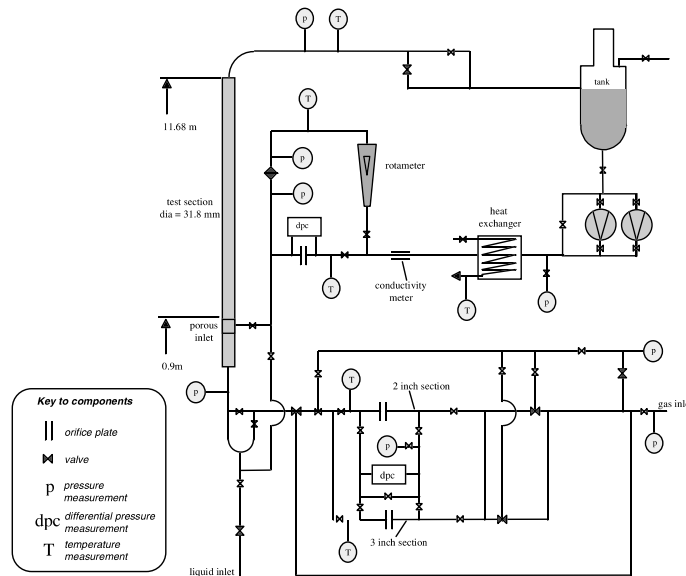 p
T
tank
11.68 m
T
p
rotameter
p
test section
dia = 31.8 mm
dpc
heat
exchanger
T
conductivity
meter
T
p
porous
inlet
0.9m
p
p
T
2 inch section
gas inl
p
p
dpc
T
3 inch section
liquid inlet
Key to components
orifice plate
valve
p pressure
measurement
dpc differential pressure
measurement
T temperature
measurement